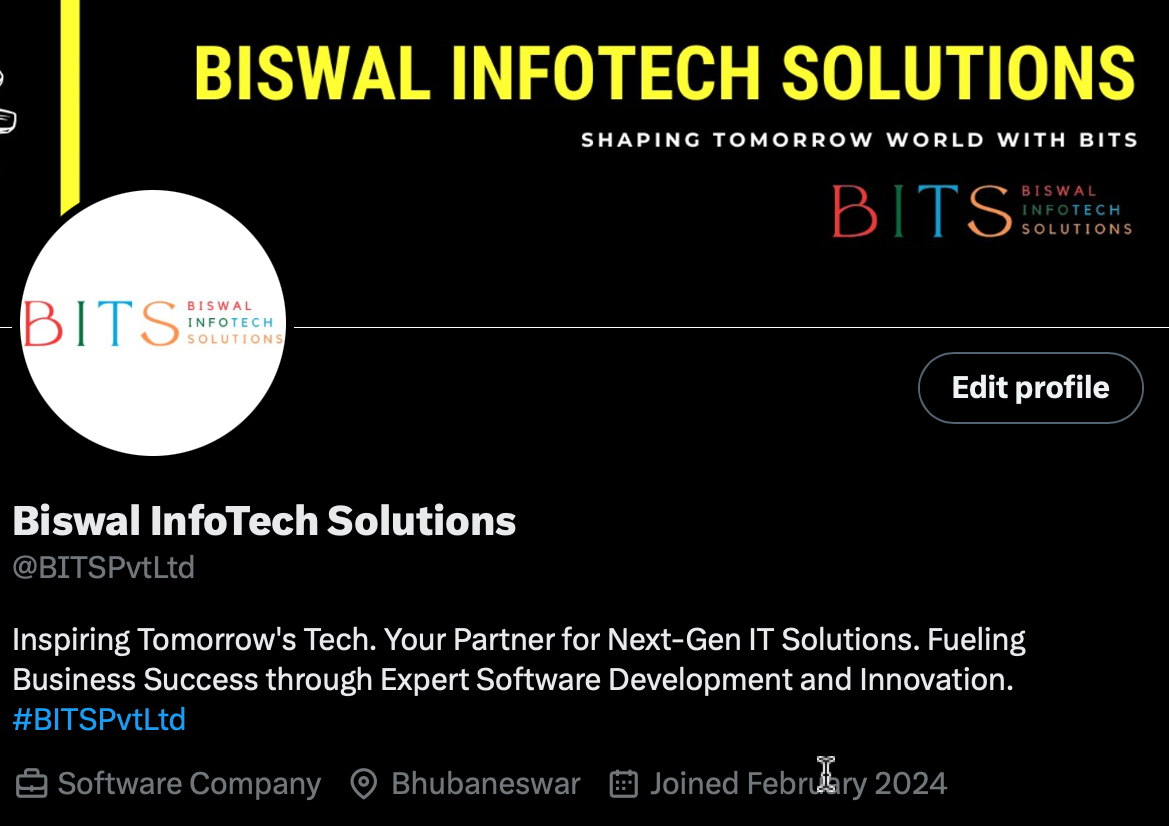 BISWAL INFOTECH SOLUTIONS
SHAPING TOMORROW WORLD WITH BITS
BITS BISWAL
INFOTECH
SOLUTIONS
BITS BISWAL
INFOTECH
SOLUTIONS
Edit profile
Biswal InfoTech Solutions
@BITSPvtLtd
Inspiring Tomorrow's Tech. Your Partner for Next-Gen IT Solutions. Fueling
Business Success through Expert Software Development and Innovation.
#BITSPvtLtd
Software Company Bhubaneswar Joined February 2024